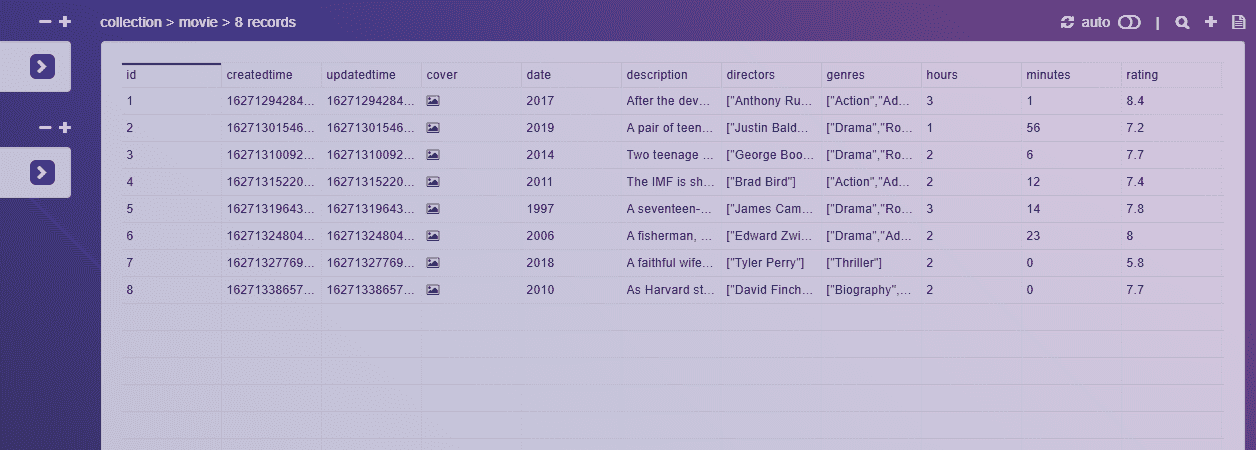 collection > movie > 8 records auto |
id createdtime updatedtime cover date description directors genres hours minutes rating
1 16271294284... 16271294284... 2017 After the dev... ["Anthony Ru... ["Action","Ad... 3 1 8.4
2 16271301546... 16271301546... 2019 A pair of teen... ["Justin Bald... ["Drama","Ro... 1 56 7.2
3 16271310092... 16271310092... 2014 Two teenage ... ["George Boo... ["Drama","Ro... 2 6 7.7
4 16271315220... 16271315220... 2011 The IMF is sh... ["Brad Bird"] ["Action","Ad... 2 12 7.4
5 16271319643... 16271319643... 1997 A seventeen-... ["James Cam... ["Drama","Ro... 3 14 7.8
6 16271324804... 16271324804... 2006 A fisherman, ... ["Edward Zwi... ["Drama","Ad... 2 23 8
7 16271327769... 16271327769... 2018 A faithful wife... ["Tyler Perry"] ["Thriller"] 2 0 5.8
8 16271338657... 16271338657... 2010 As Harvard st... ["David Finch... ["Biography",... 2 0 7.7